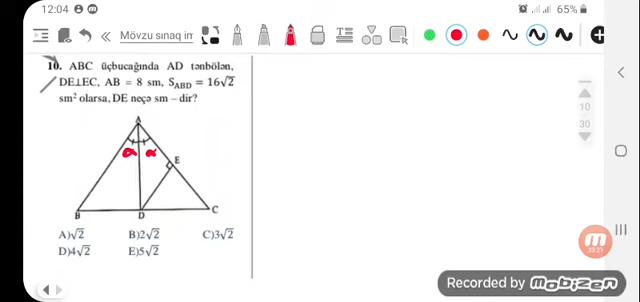 12:04
65%
Mövzu sınaq im
10. ABC üçbucağında AD tənbölən,
DE⊥EC, AB = 8 sm, S_ABD = 16√2
sm² olarsa, DE neçə sm – dir?
A
α α
E
B D C
A)√2 B)2√2 C)3√2
D)4√2 E)5√2
10
30
Recorded by Mobizen